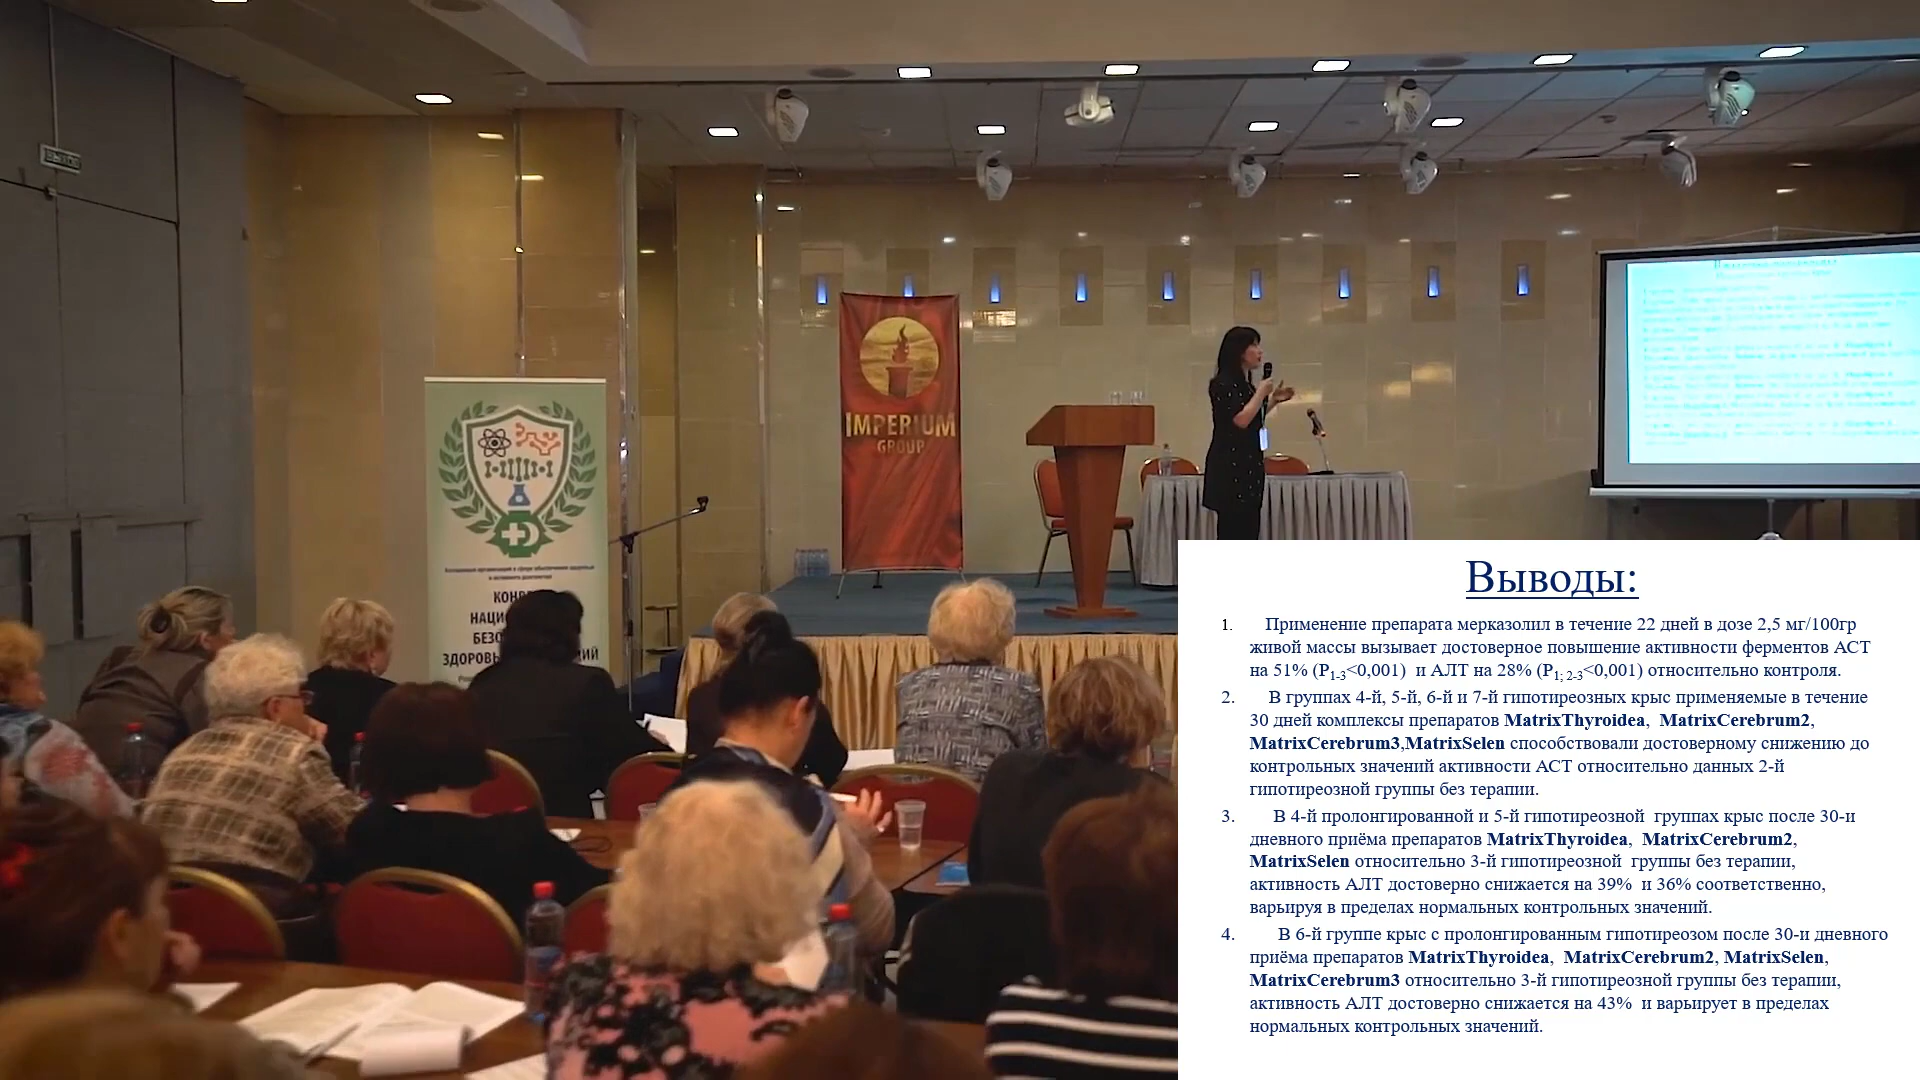 IMPERIUM
GROUP
Ассоциация организаций в сфере обеспечения здоровья
и активного долголетия
Выводы:
1. Применение препарата мерказолил в течение 22 дней в дозе 2,5 мг/100гр
живой массы вызывает достоверное повышение активности ферментов АСТ
на 51% (P1-3<0,001) и АЛТ на 28% (P1; 2-3<0,001) относительно контроля.
2. В группах 4-й, 5-й, 6-й и 7-й гипотиреозных крыс применяемые в течение
30 дней комплексы препаратов MatrixThyroidea, MatrixCerebrum2,
MatrixCerebrum3,MatrixSelen способствовали достоверному снижению до
контрольных значений активности АСТ относительно данных 2-й
гипотиреозной группы без терапии.
3. В 4-й пролонгированной и 5-й гипотиреозной группах крыс после 30-и
дневного приёма препаратов MatrixThyroidea, MatrixCerebrum2,
MatrixSelen относительно 3-й гипотиреозной группы без терапии,
активность АЛТ достоверно снижается на 39% и 36% соответственно,
варьируя в пределах нормальных контрольных значений.
4. В 6-й группе крыс с пролонгированным гипотиреозом после 30-и дневного
приёма препаратов MatrixThyroidea, MatrixCerebrum2, MatrixSelen,
MatrixCerebrum3 относительно 3-й гипотиреозной группы без терапии,
активность АЛТ достоверно снижается на 43% и варьирует в пределах
нормальных контрольных значений.